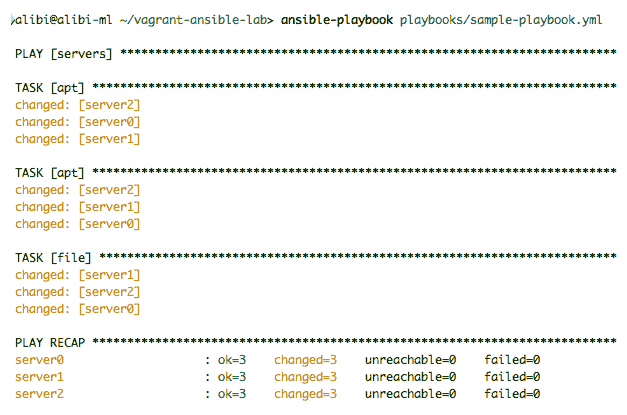 alibi@alibi-ml ~/vagrant-ansible-lab> ansible-playbook playbooks/sample-playbook.yml
PLAY [servers] ***********************************************************************
TASK [apt] ***************************************************************************
changed: [server2]
changed: [server0]
changed: [server1]
TASK [apt] ***************************************************************************
changed: [server2]
changed: [server1]
changed: [server0]
TASK [file] **************************************************************************
changed: [server1]
changed: [server2]
changed: [server0]
PLAY RECAP ***************************************************************************
server0 : ok=3 changed=3 unreachable=0 failed=0
server1 : ok=3 changed=3 unreachable=0 failed=0
server2 : ok=3 changed=3 unreachable=0 failed=0